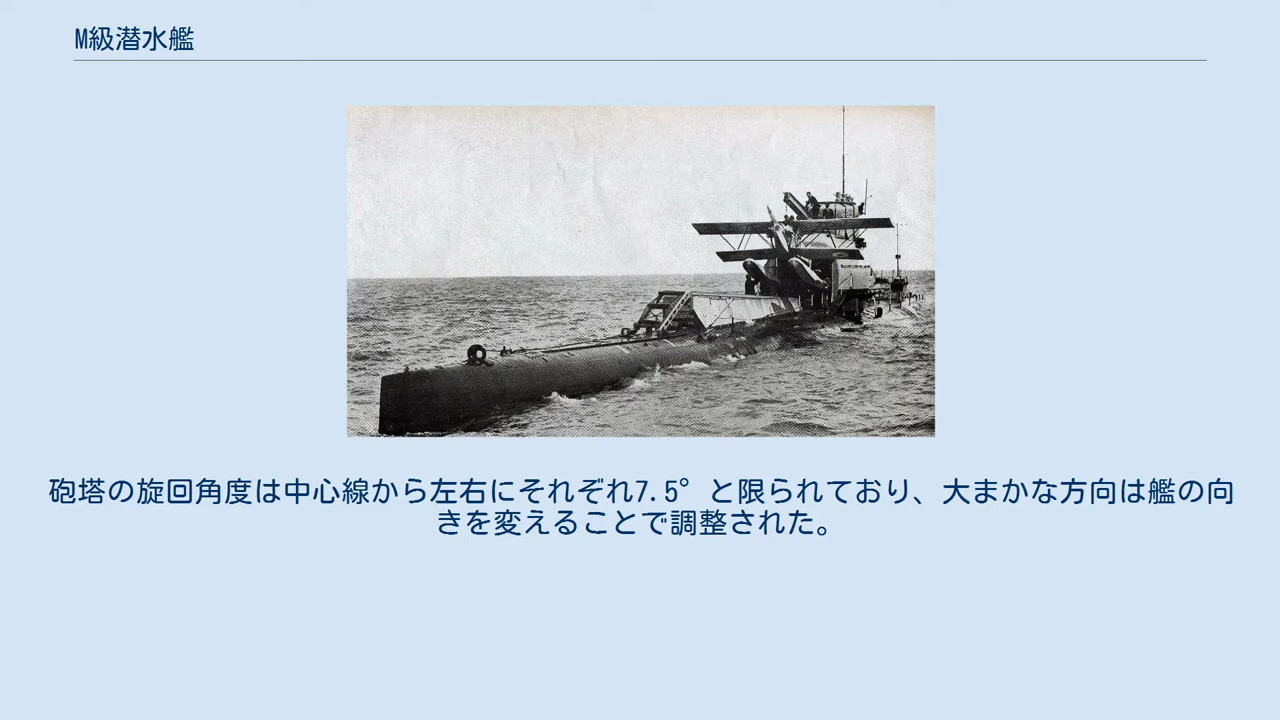 M級潜水艦
砲塔の旋回角度は中心線から左右にそれぞれ7.5°と限られており、大まかな方向は艦の向
きを変えることで調整された。